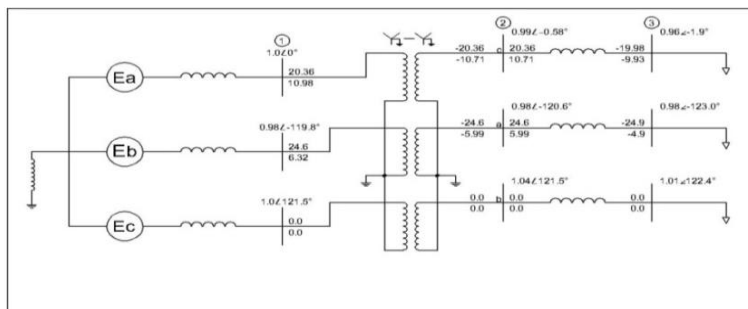 ① ② ③
1.0∠0° 0.99∠-0.58° 0.96∠-1.9°
Ea 20.36 -20.36 c 20.36 -19.98
10.98 -10.71 10.71 -9.93
0.98∠-119.8° 0.98∠-120.6° 0.98∠-123.0°
Eb 24.6 -24.6 a 24.6 -24.9
6.32 -5.99 5.99 -4.9
1.0∠121.5° 1.04∠121.5° 1.01∠122.4°
Ec 0.0 0.0 b 0.0 0.0
0.0 0.0 0.0 0.0